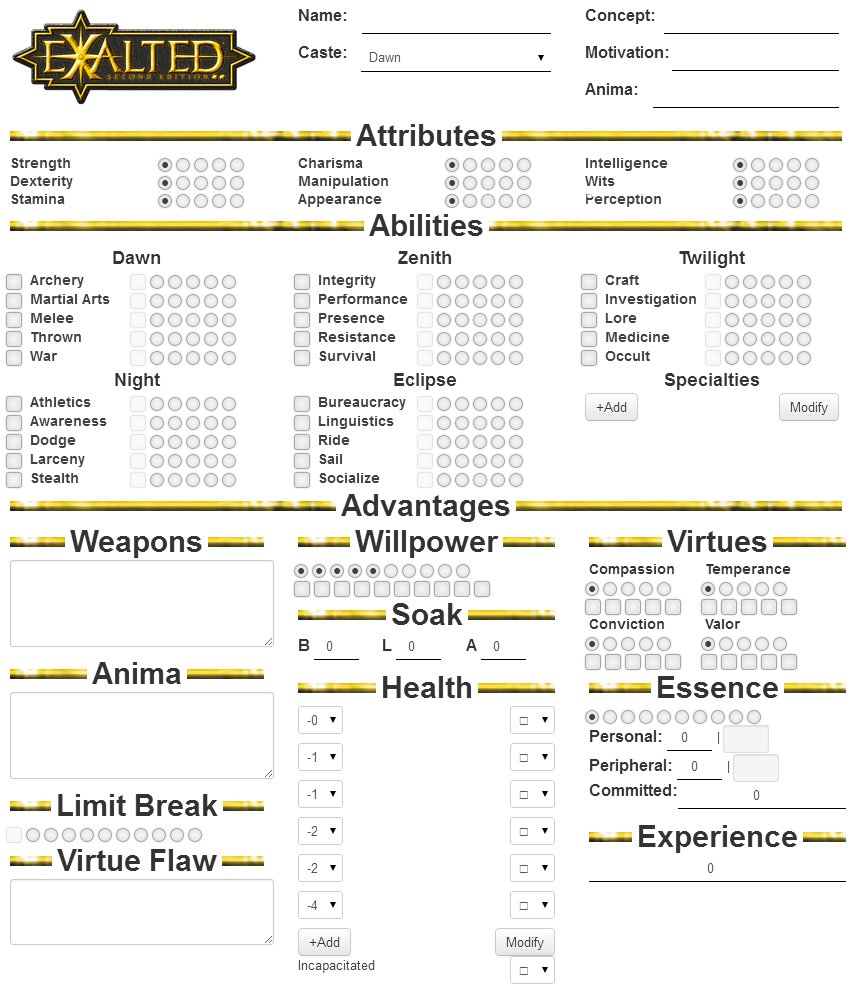 EXALTED
SECOND EDITION
Name:
Concept:
Caste: Dawn
Motivation:
Anima:
Attributes
Strength Charisma Intelligence
Dexterity Manipulation Wits
Stamina Appearance Perception
Abilities
Dawn Zenith Twilight
Archery Integrity Craft
Martial Arts Performance Investigation
Melee Presence Lore
Thrown Resistance Medicine
War Survival Occult
Night Eclipse Specialties
Athletics Bureaucracy +Add Modify
Awareness Linguistics
Dodge Ride
Larceny Sail
Stealth Socialize
Advantages
Weapons Willpower Virtues
Compassion Temperance
Soak
Conviction Valor
B 0 L 0 A 0
Anima Health Essence
-0
Personal: 0 |
-1
Peripheral: 0 |
-1
Committed: 0
Limit Break
-2
Experience
Virtue Flaw
-2
0
-4
+Add Modify
Incapacitated